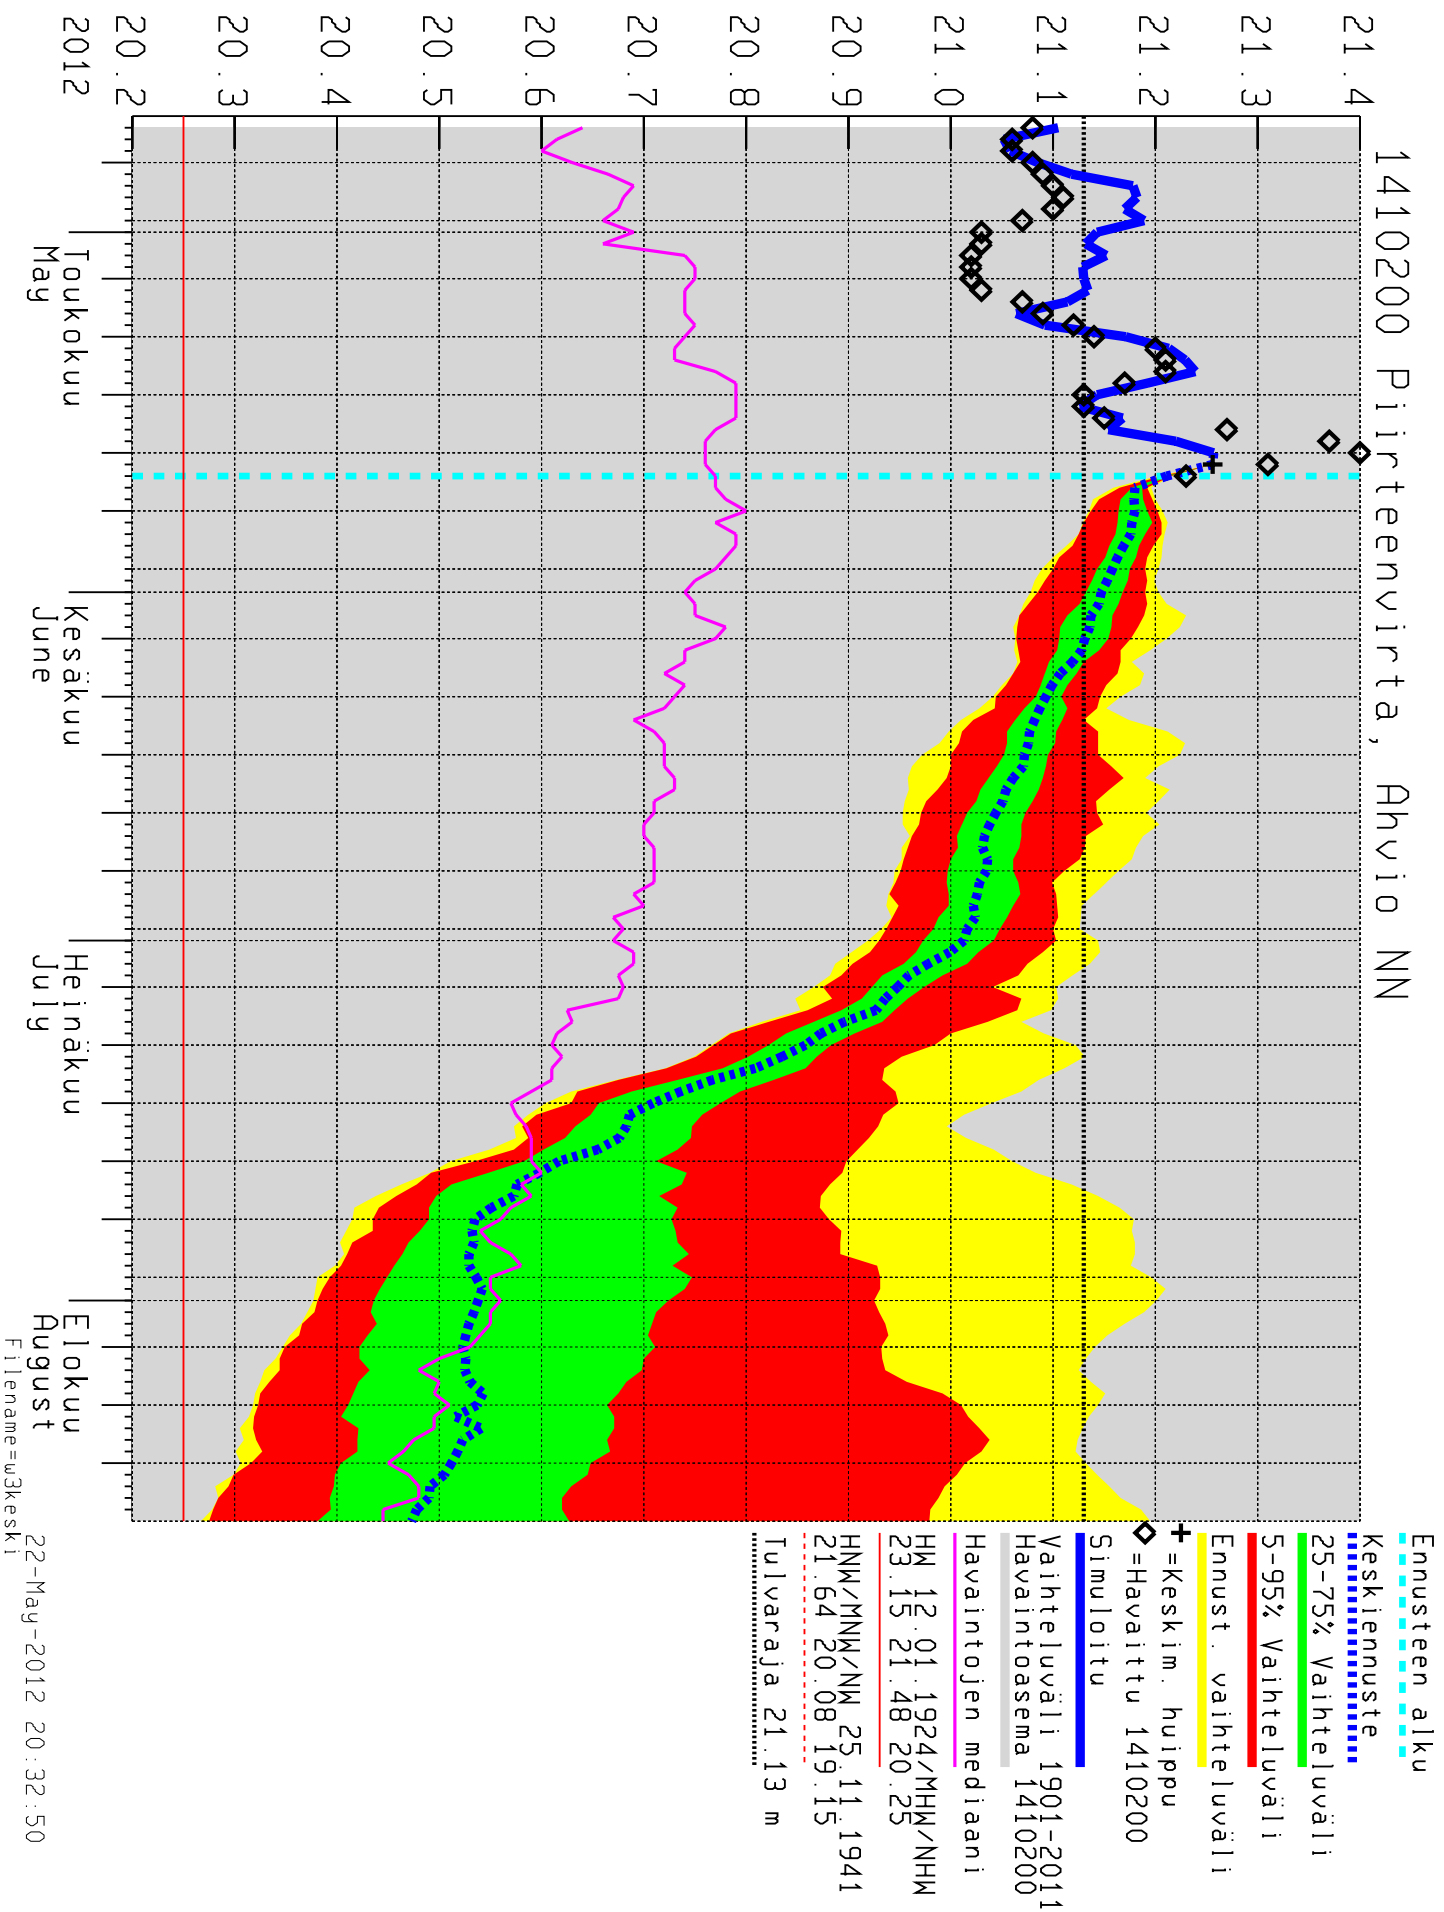 1410200 Piirteenvirta, Ahvio NN
21.4
21.3
21.2
21.1
21.0
20.9
20.8
20.7
20.6
20.5
20.4
20.3
20.2
2012
Toukokuu
May
Kesäkuu
June
Heinäkuu
July
Elokuu
August
Ennusteen alku
Keskiennuste
25-75% Vaihteluväli
5-95% Vaihteluväli
Ennust. vaihteluväli
+ =Keskim. huippu
◇ =Havaittu 1410200
Simuloitu
Vaihteluväli 1901-2011
Havaintoasema 1410200
Havaintojen mediaani
HW 12.01.1924/MHW/NHW
23.15 21.48 20.25
HNW/MNW/NW 25.11.1941
21.64 20.08 19.15
Tulvaraja 21.13 m
22-May-2012 20:32:50
Filename=w3keski